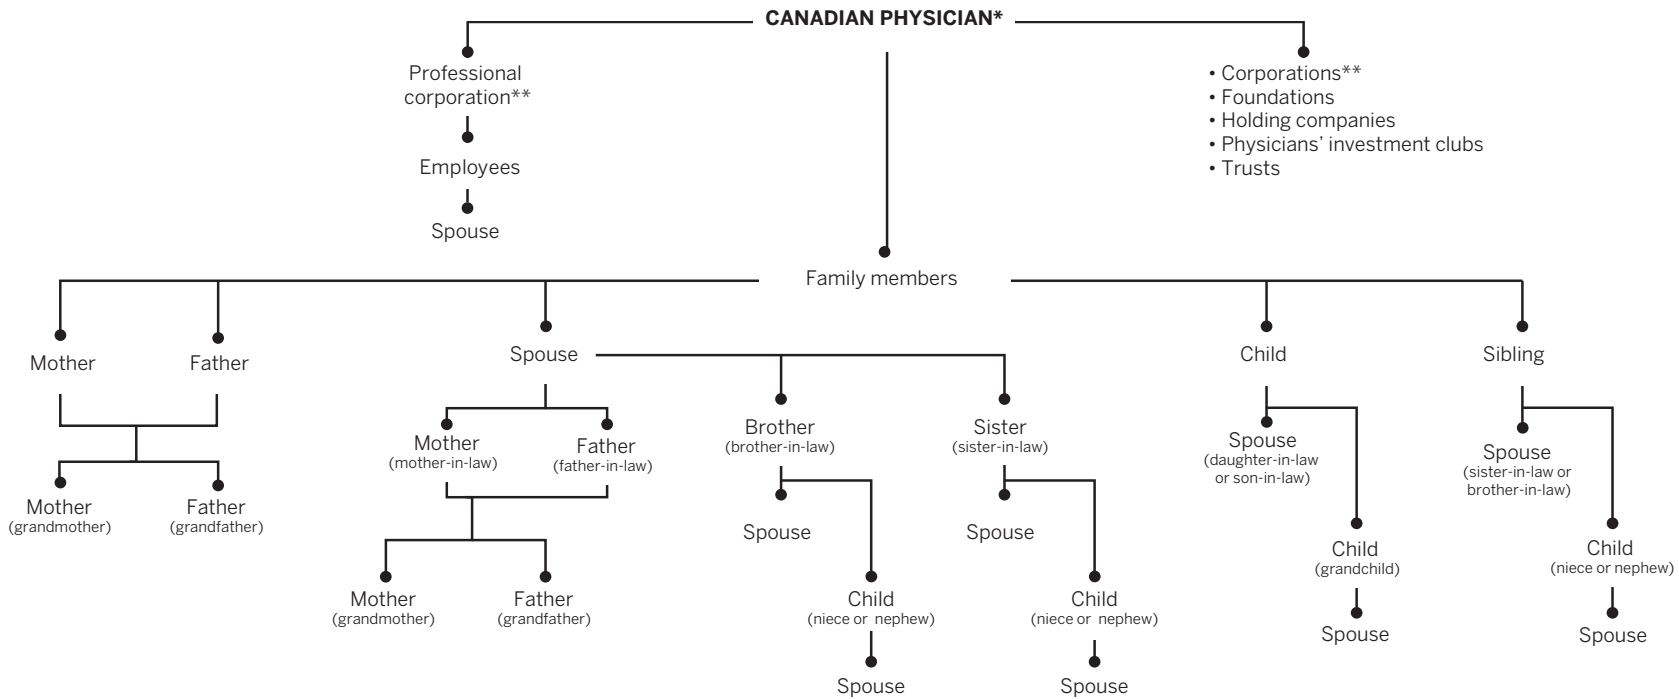 CANADIAN PHYSICIAN*
Professional
corporation**
Employees
Spouse
• Corporations**
• Foundations
• Holding companies
• Physicians’ investment clubs
• Trusts
Family members
Mother
Father
Spouse
Child
Sibling
Mother
(grandmother)
Father
(grandfather)
Mother
(mother-in-law)
Father
(father-in-law)
Brother
(brother-in-law)
Sister
(sister-in-law)
Spouse
(daughter-in-law
or son-in-law)
Spouse
(sister-in-law or
brother-in-law)
Spouse
Spouse
Child
(grandchild)
Child
(niece or nephew)
Mother
(grandmother)
Father
(grandfather)
Child
(niece or nephew)
Child
(niece or nephew)
Spouse
Spouse
Spouse
Spouse